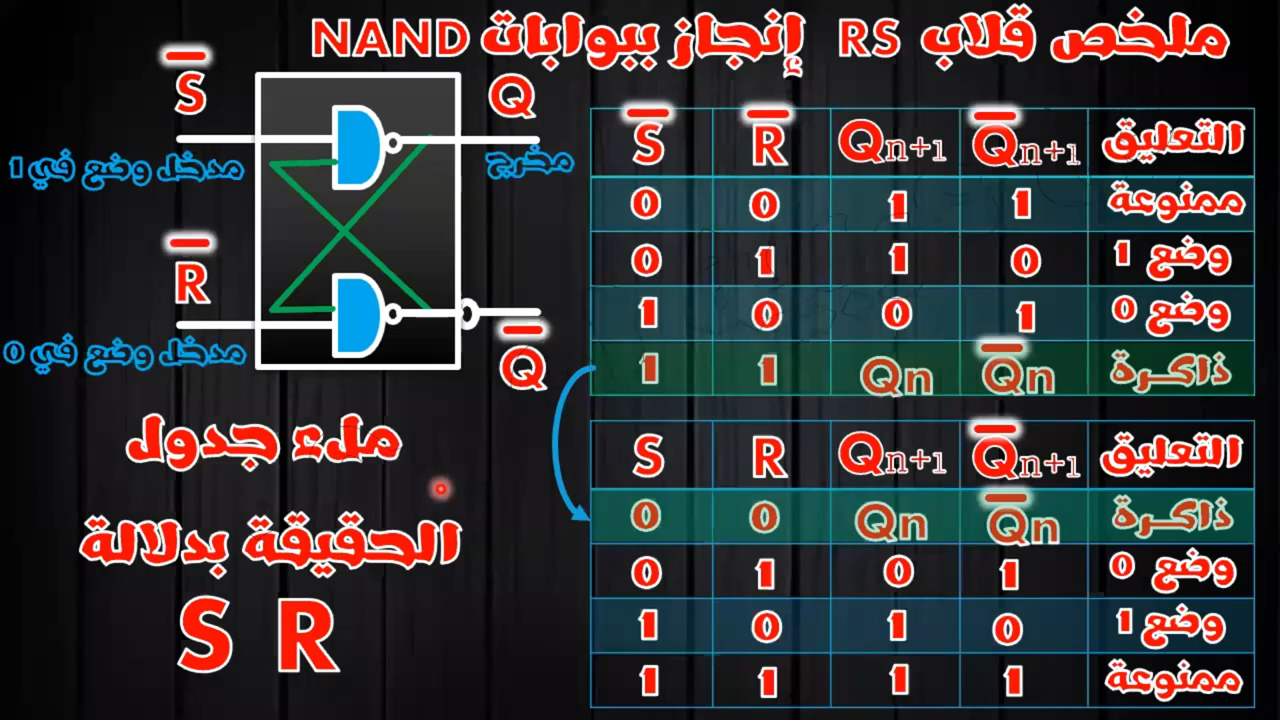 ملخص قلاب RS إنجاز ببوابات NAND
S̅ Q
مدخل وضع في 1 مخرج
R̅
مدخل وضع في 0
Q̅
ملء جدول
الحقيقة بدلالة
S R
S̅ R̅ Qn+1 Q̅n+1 التعليق
0 0 1 1 ممنوعة
0 1 1 0 وضع 1
1 0 0 1 وضع 0
1 1 Qn Q̅n ذاكرة
S R Qn+1 Q̅n+1 التعليق
0 0 Qn Q̅n ذاكرة
0 1 0 1 وضع 0
1 0 1 0 وضع 1
1 1 1 1 ممنوعة